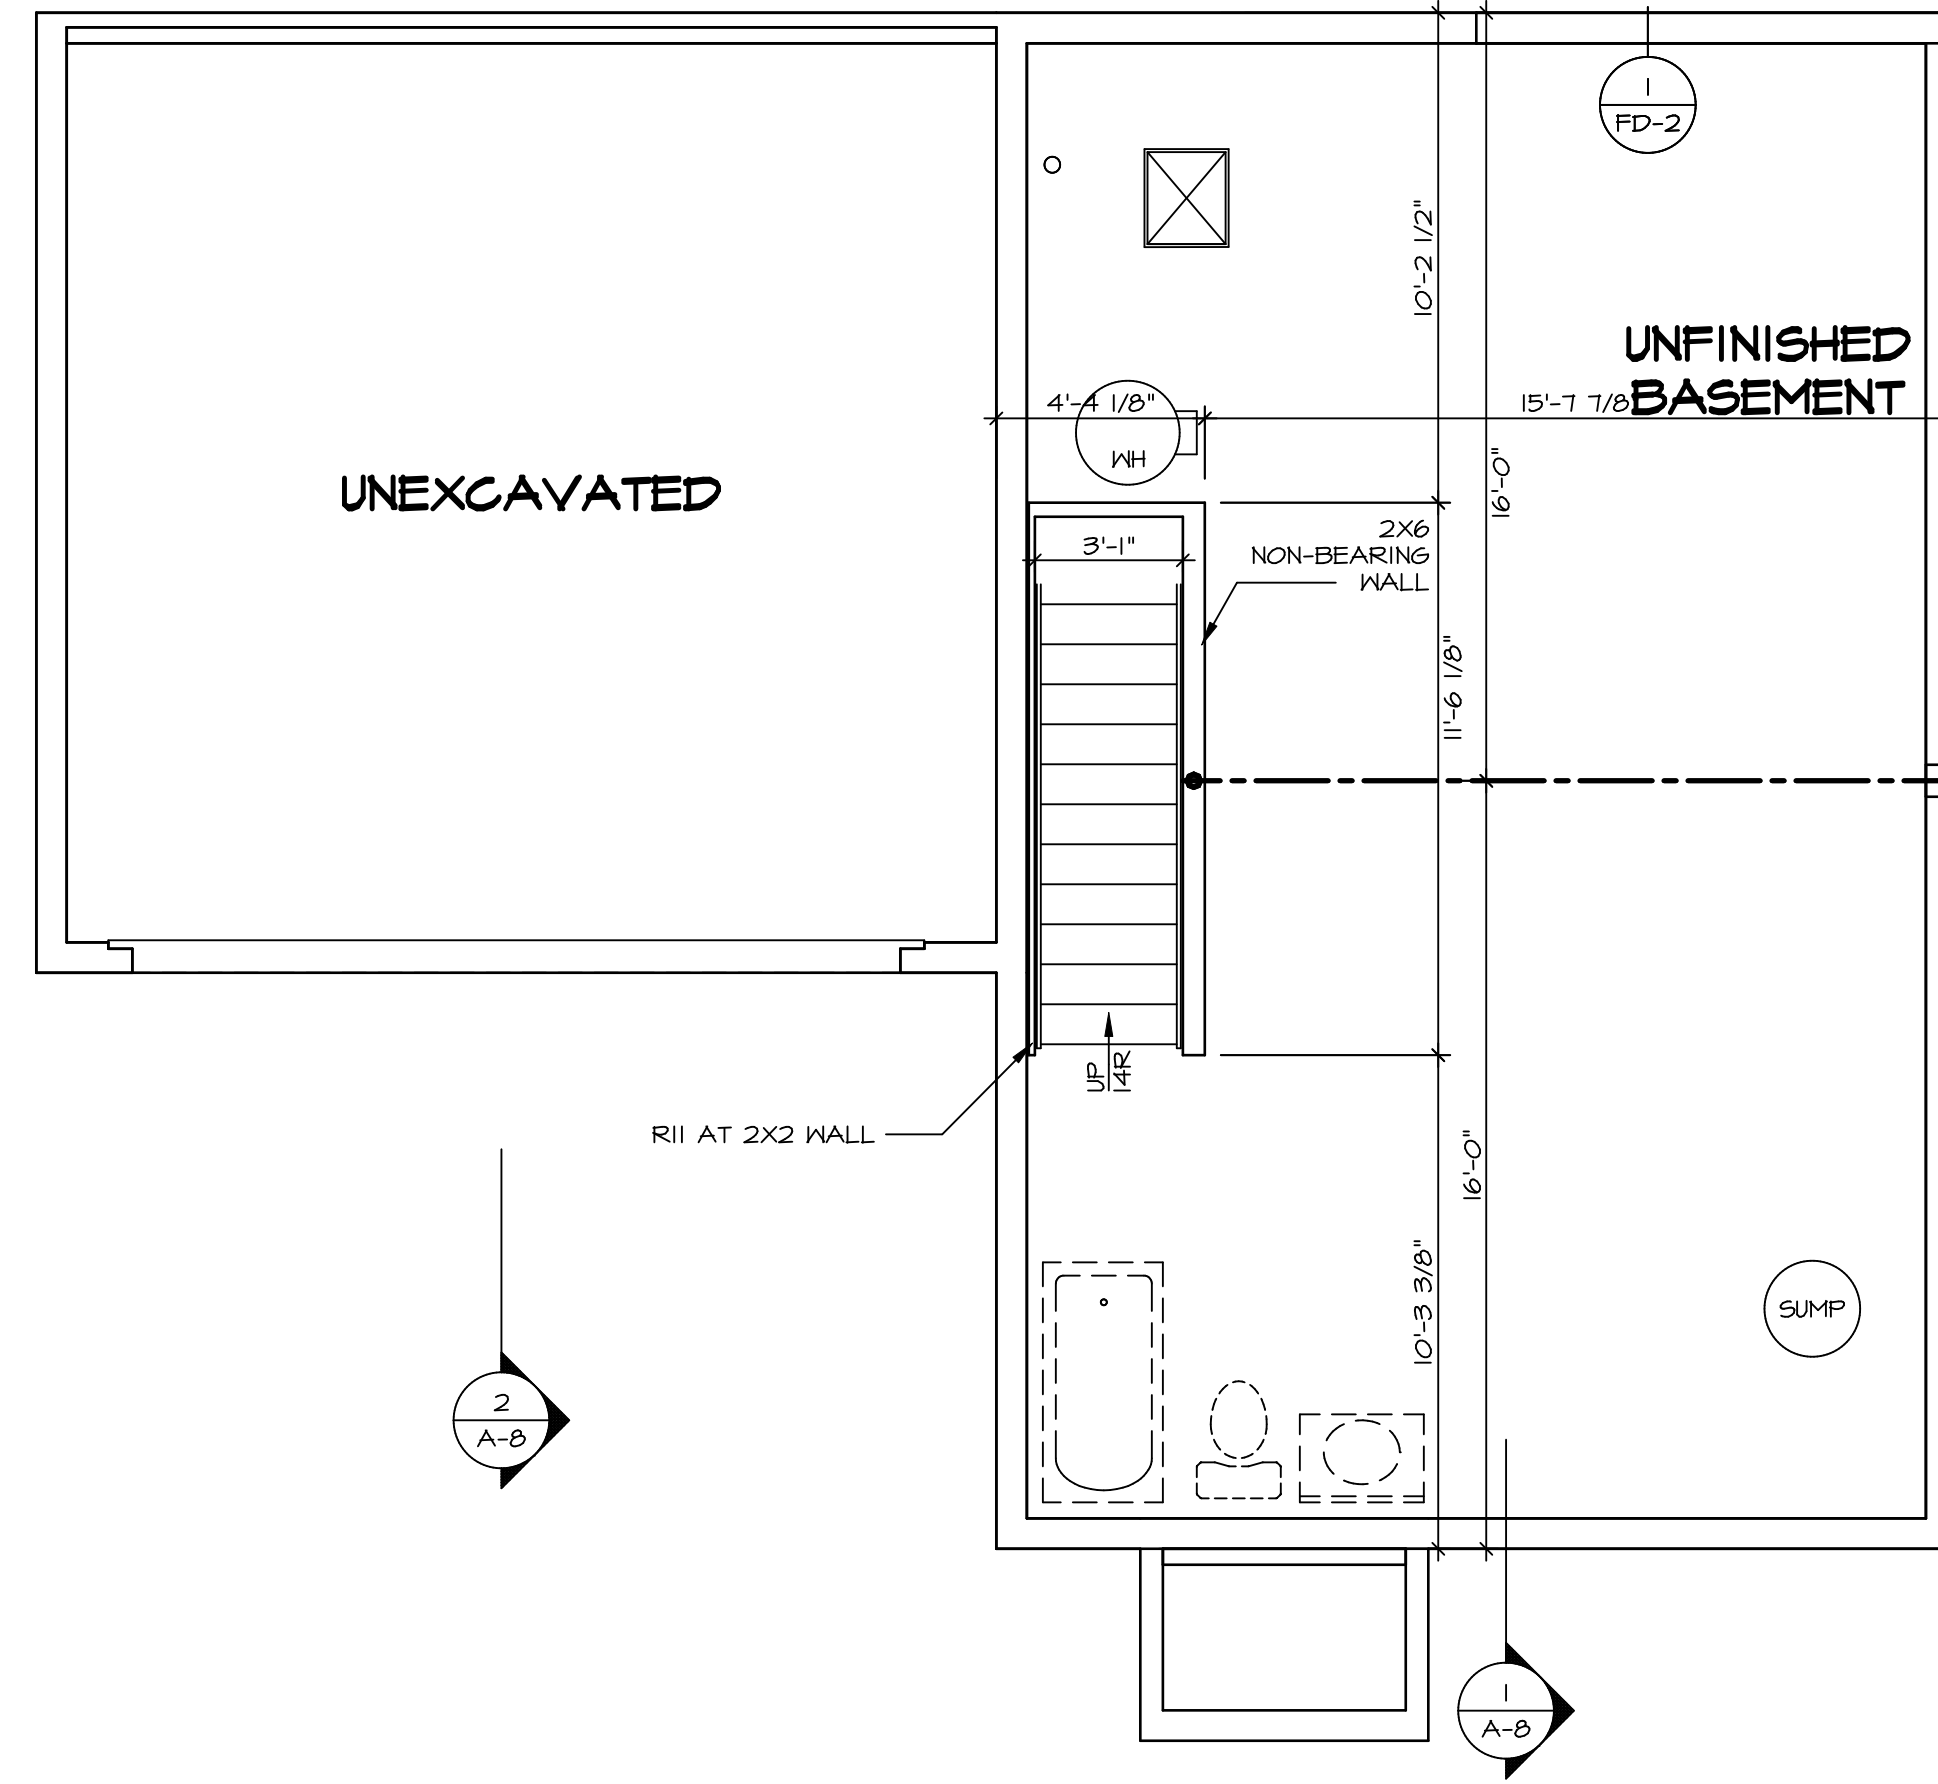 1
FD-2
10'-2 1/2"
UNFINISHED
BASEMENT
4'-4 1/8"
15'-7 7/8
WH
16'-0"
UNEXCAVATED
2X6
NON-BEARING
WALL
3'-1"
11'-6 1/8"
UP
14R
R11 AT 2X2 WALL
16'-0"
10'-3 3/8"
SUMP
2
A-8
1
A-8